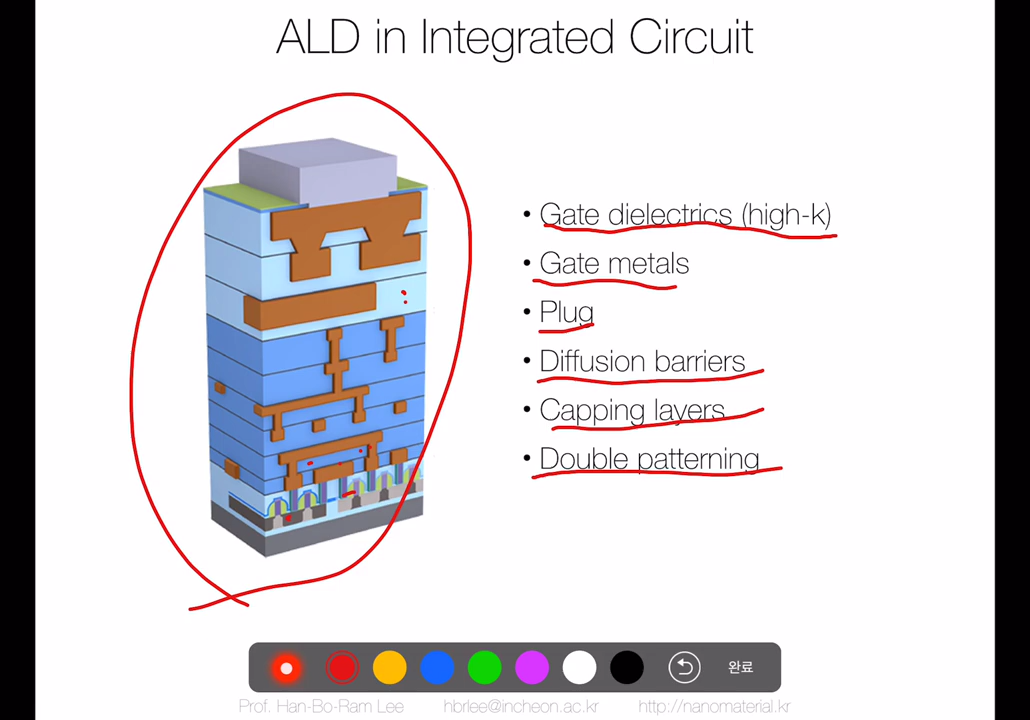 ALD in Integrated Circuit
• Gate dielectrics (high-k)
• Gate metals
• Plug
• Diffusion barriers
• Capping layers
• Double patterning
완료
Prof. Han-Bo-Ram Lee hbrlee@incheon.ac.kr http://nanomaterial.kr